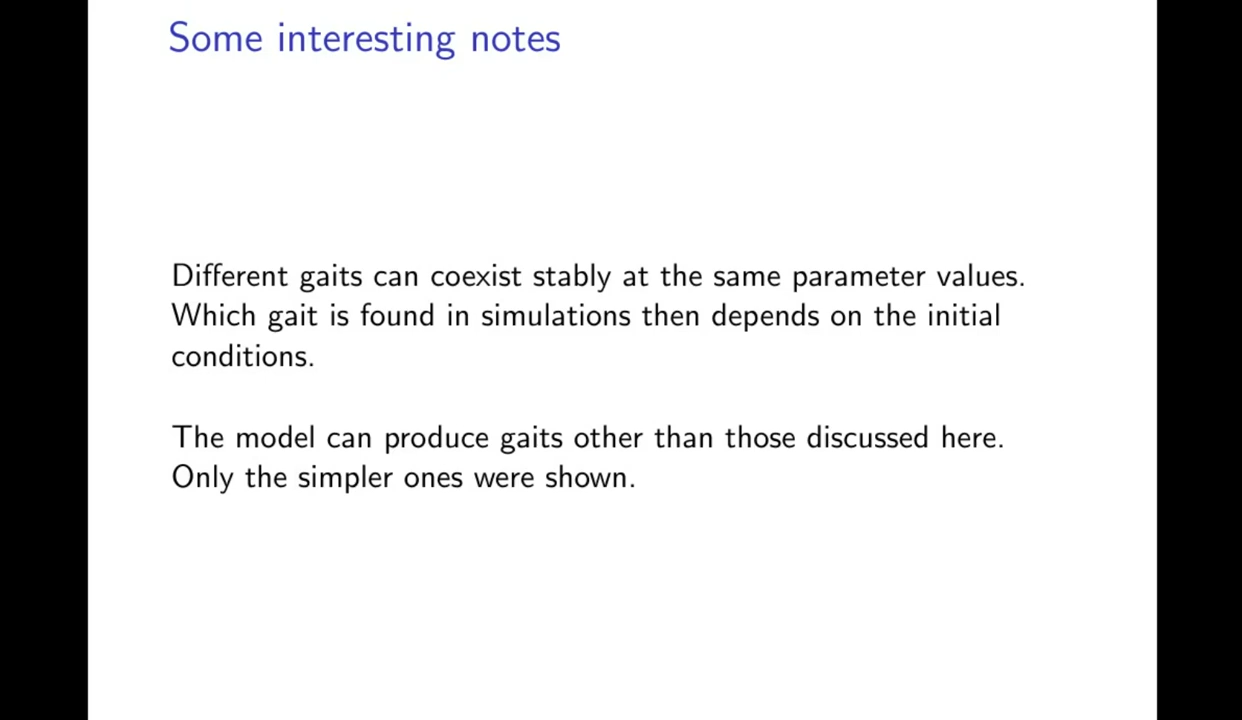 Some interesting notes
Different gaits can coexist stably at the same parameter values.
Which gait is found in simulations then depends on the initial
conditions.
The model can produce gaits other than those discussed here.
Only the simpler ones were shown.